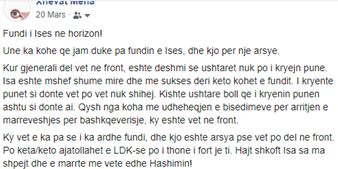 Xhevat Mena
20 Mars ·
Fundi i Ises ne horizon!
Une ka kohe qe jam duke pa fundin e Ises, dhe kjo per nje arsye.
Kur gjenerali del vet ne front, eshte deshmi se ushtaret nuk po i kryejn pune.
Isa eshte mshef shume mire dhe me sukses deri keto kohet e fundit. I kryente
punet si donte vet po vet nuk shihej. Kishte ushtare boll qe i kryenin punen
ashtu si donte ai. Qysh nga koha me udheheqjen e bisedimeve per arritjen e
marreveshjes per bashkqeverisje, ky eshte vet ne front.
Ky vet e ka pa se i ka ardhe fundi, dhe kjo eshte arsya pse vet po del ne front.
Po keta/keto ajatollahet e LDK-se po i thone i fort je ti. Hajt shkoft Isa sa ma
shpejt dhe e marrte me vete edhe Hashimin!